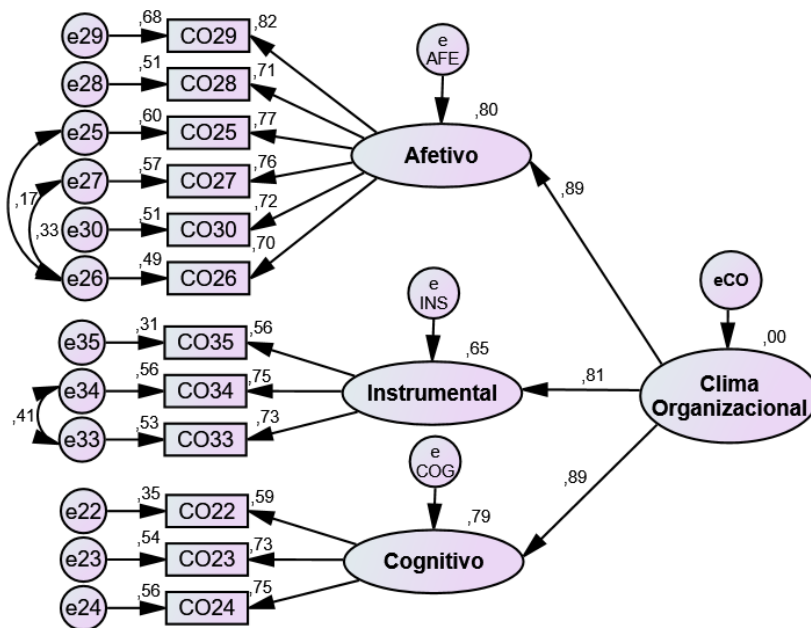 e29 ,68 CO29 ,82
e28 ,51 CO28 ,71
e25 ,60 CO25 ,77
e27 ,57 CO27 ,76
e30 ,51 CO30 ,72
e26 ,49 CO26 ,70
,17
,33
e
AFE
,80
Afetivo
,89
e35 ,31 CO35 ,56
e34 ,56 CO34 ,75
e33 ,53 CO33 ,73
,41
e
INS
,65
Instrumental
,81
eCO
,00
Clima
Organizacional
e22 ,35 CO22 ,59
e23 ,54 CO23 ,73
e24 ,56 CO24 ,75
e
COG
,79
Cognitivo
,89